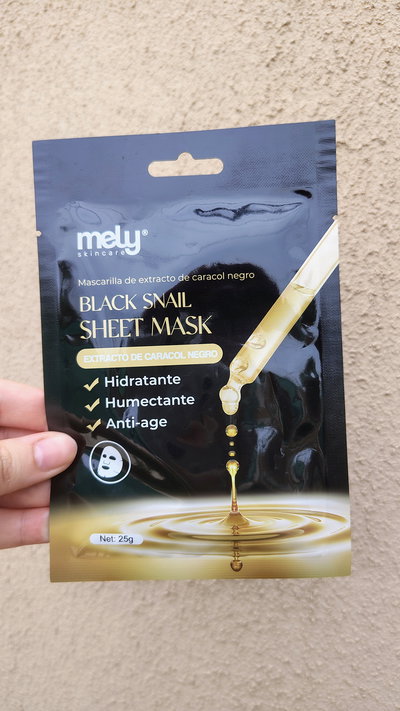 mely®
skincare
Mascarilla de extracto de caracol negro
BLACK SNAIL
SHEET MASK
EXTRACTO DE CARACOL NEGRO
Hidratante
Humectante
Anti-age
Net: 25g